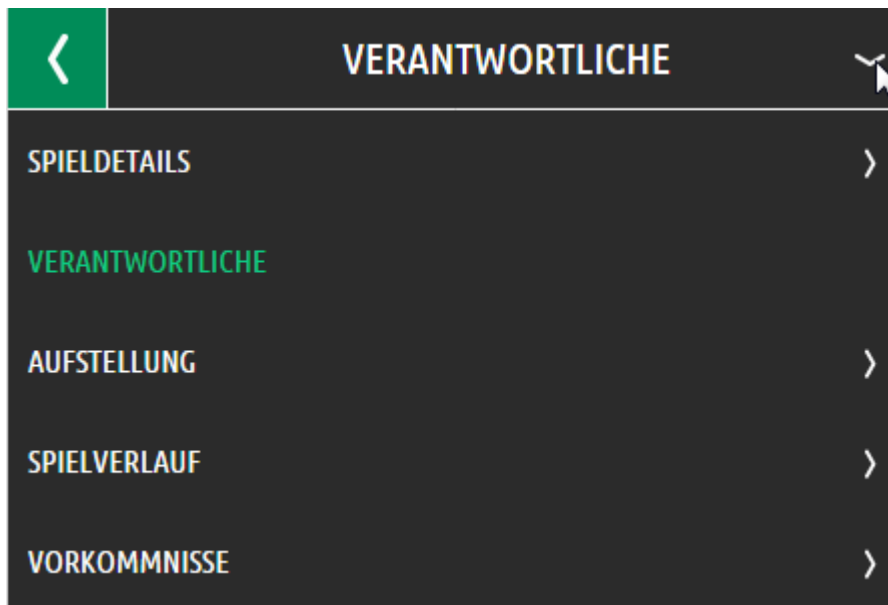 VERANTWORTLICHE
SPIELDETAILS
VERANTWORTLICHE
AUFSTELLUNG
SPIELVERLAUF
VORKOMMNISSE